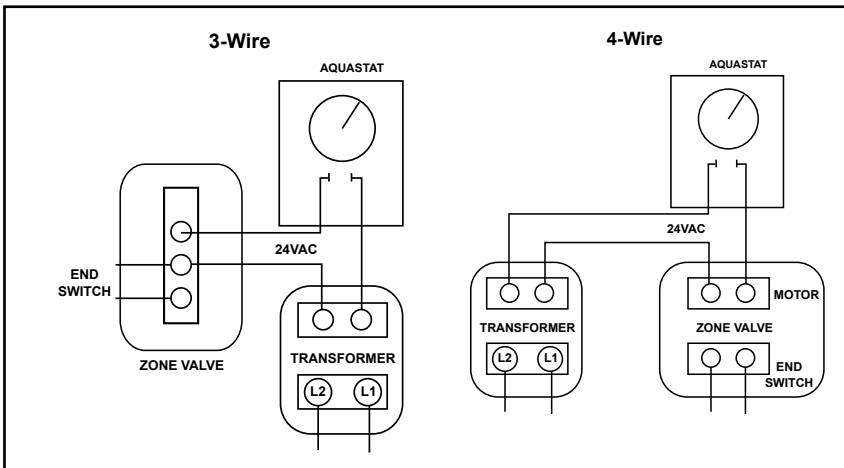 3-Wire
AQUASTAT
24VAC
END
SWITCH
ZONE VALVE
TRANSFORMER
L2
L1
4-Wire
AQUASTAT
24VAC
MOTOR
TRANSFORMER
ZONE VALVE
L2
L1
END
SWITCH